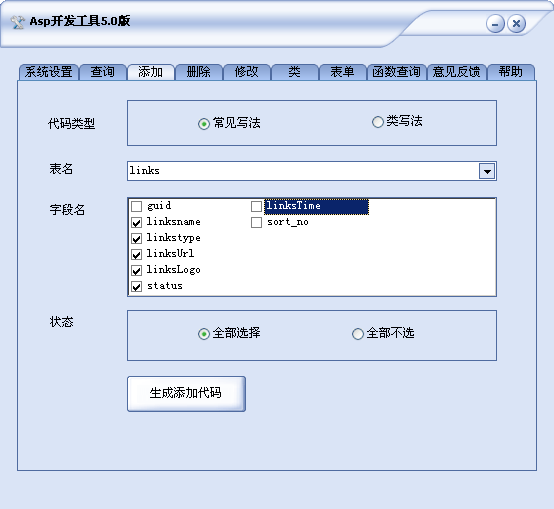 Asp开发工具5.0版
系统设置 查询 添加 删除 修改 类 表单 函数查询 意见反馈 帮助
代码类型 常见写法 类写法
表名 links
字段名 guid linksTime
linksname sort_no
linkstype
linksUrl
linksLogo
status
状态 全部选择 全部不选
生成添加代码